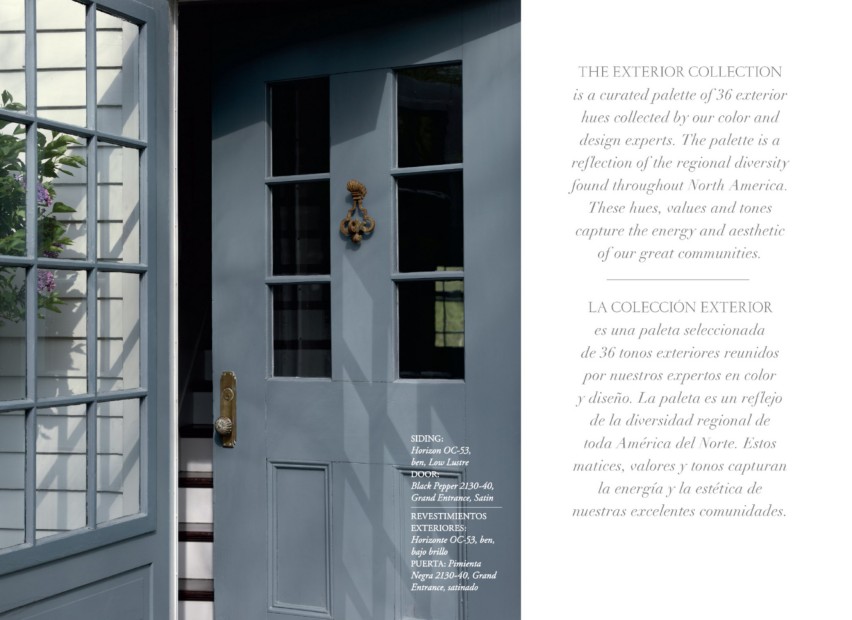 SIDING:
Horizon OC-53,
ben, Low Lustre
DOOR:
Black Pepper 2130-40,
Grand Entrance, Satin
REVESTIMIENTOS
EXTERIORES:
Horizonte OC-53, ben,
bajo brillo
PUERTA: Pimienta
Negra 2130-40, Grand
Entrance, satinado
THE EXTERIOR COLLECTION
is a curated palette of 36 exterior
hues collected by our color and
design experts. The palette is a
reflection of the regional diversity
found throughout North America.
These hues, values and tones
capture the energy and aesthetic
of our great communities.
LA COLECCIÓN EXTERIOR
es una paleta seleccionada
de 36 tonos exteriores reunidos
por nuestros expertos en color
y diseño. La paleta es un reflejo
de la diversidad regional de
toda América del Norte. Estos
matices, valores y tonos capturan
la energía y la estética de
nuestras excelentes comunidades.